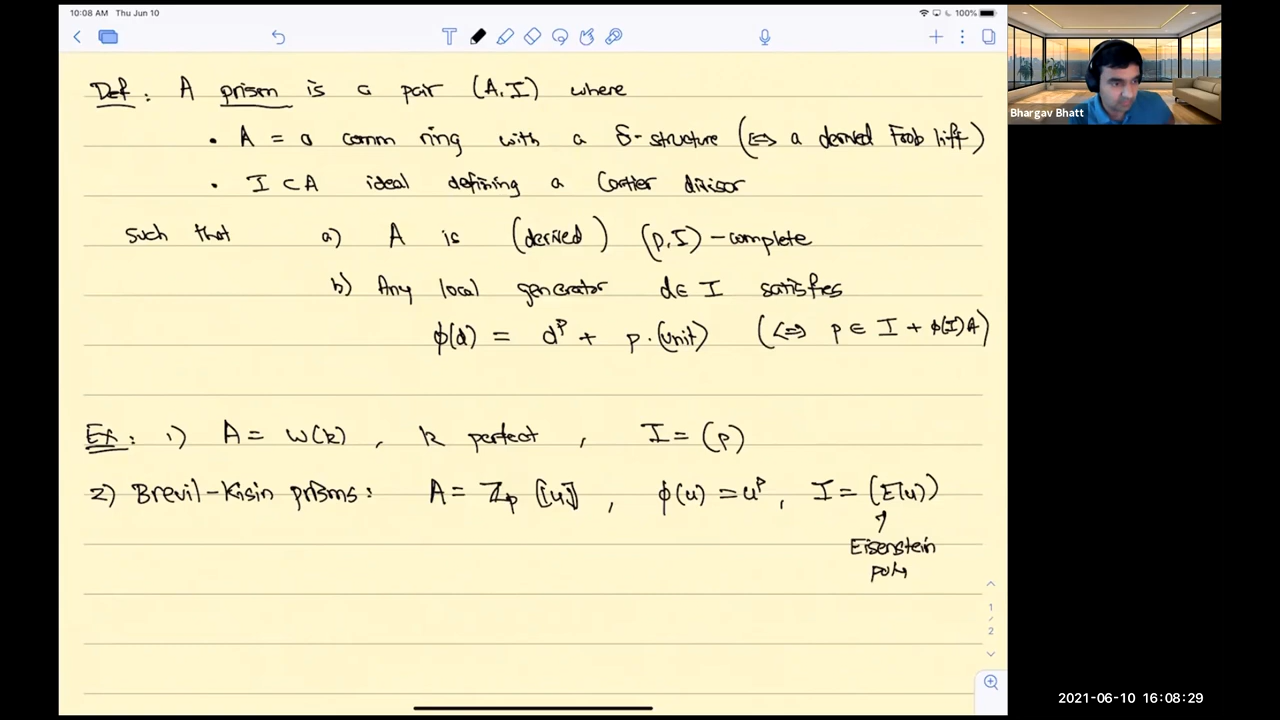 10:08 AM Thu Jun 10
100%
Def: A prism is a pair (A, I) where
• A = a comm ring with a δ-structure (⇔ a derived Frob lift)
• I ⊂ A ideal defining a Cartier divisor
such that a) A is (derived) (p, I)-complete
b) Any local generator d ∈ I satisfies
ϕ(d) = d^p + p·(unit) (⇔ p ∈ I + ϕ(I)A)
Ex: 1) A = W(k), k perfect, I = (p)
2) Breuil-Kisin prisms: A = ℤ_p[[u]], ϕ(u) = u^p, I = (E(u))
↑
Eisenstein
poly
1
/
2
Bhargav Bhatt
2021-06-10 16:08:29